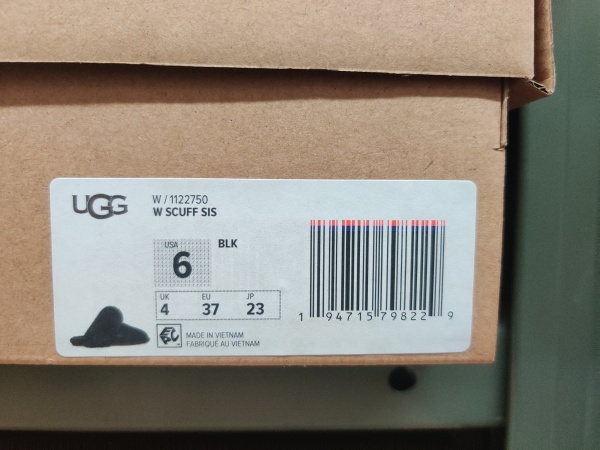 UGG
W / 1122750
W SCUFF SIS
USA
6
BLK
UK EU JP
4 37 23
MADE IN VIETNAM
FABRIQUÉ AU VIETNAM
1 94715 79822 9